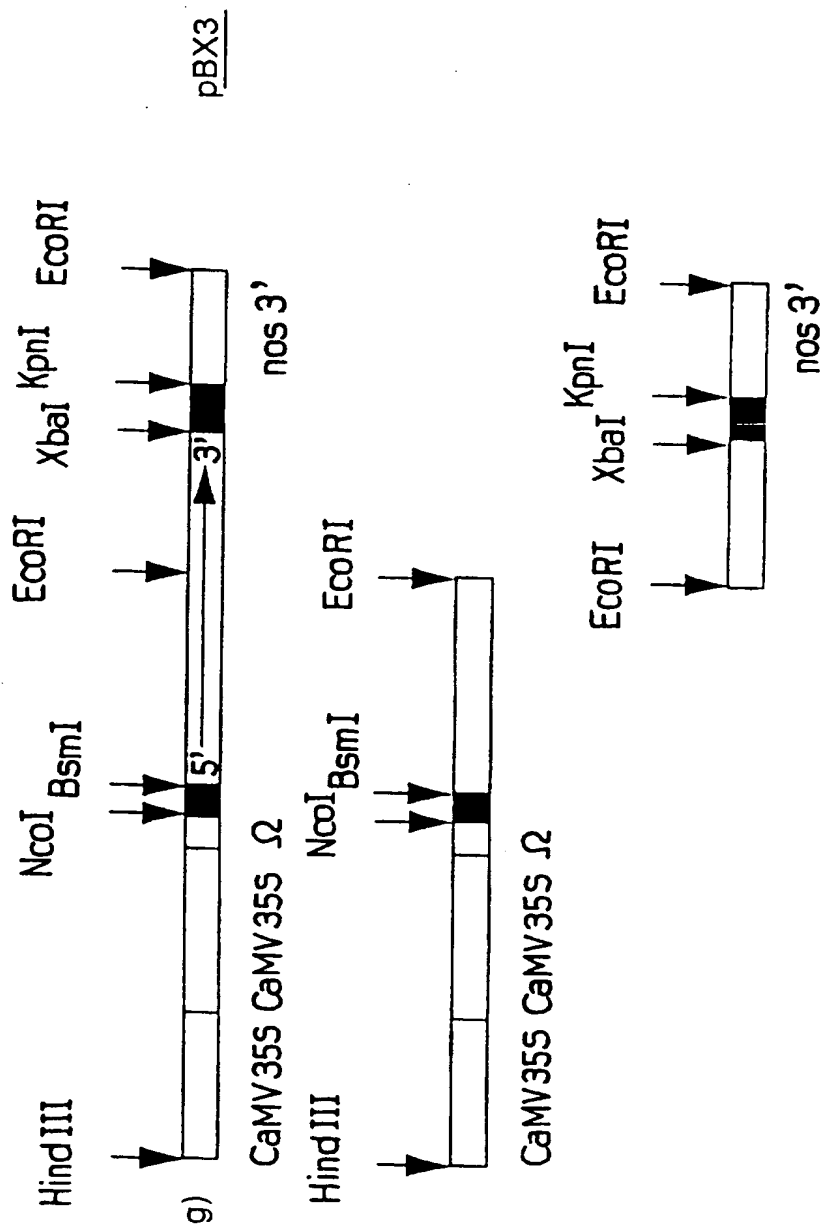 g)
HindIII NcoI BsmI EcoRI XbaI KpnI EcoRI
5' 3' pBX3
CaMV35S CaMV35S Ω nos 3'
HindIII NcoI BsmI EcoRI
CaMV35S CaMV35S Ω
EcoRI XbaI KpnI EcoRI
nos 3'